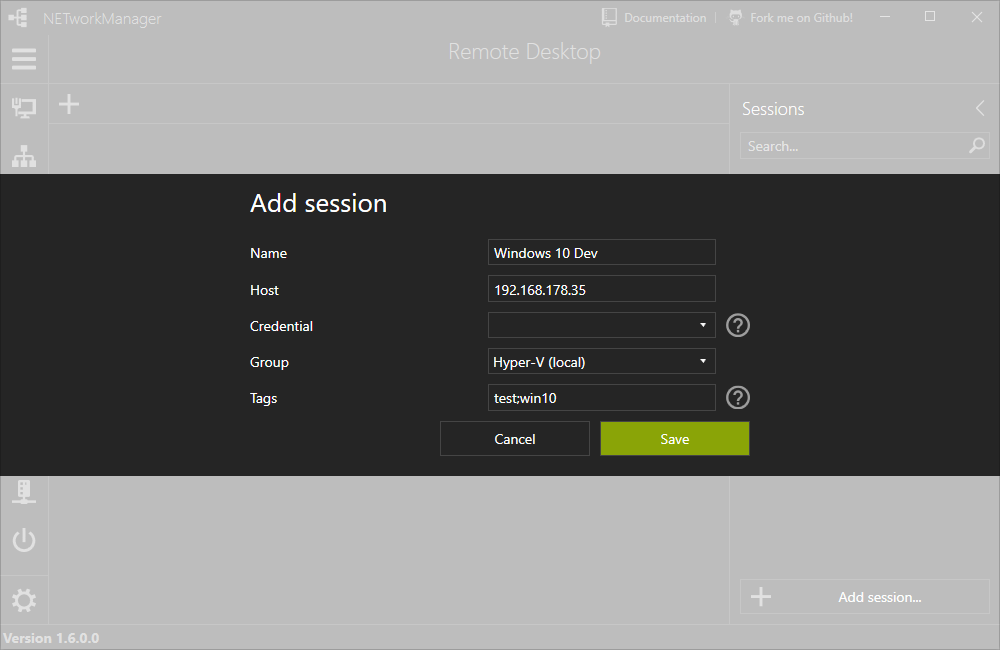 NETworkManager
Documentation
Fork me on Github!
Remote Desktop
Sessions
Search...
Add session
Name
Windows 10 Dev
Host
192.168.178.35
Credential
Group
Hyper-V (local)
Tags
test;win10
Cancel
Save
Add session...
Version 1.6.0.0